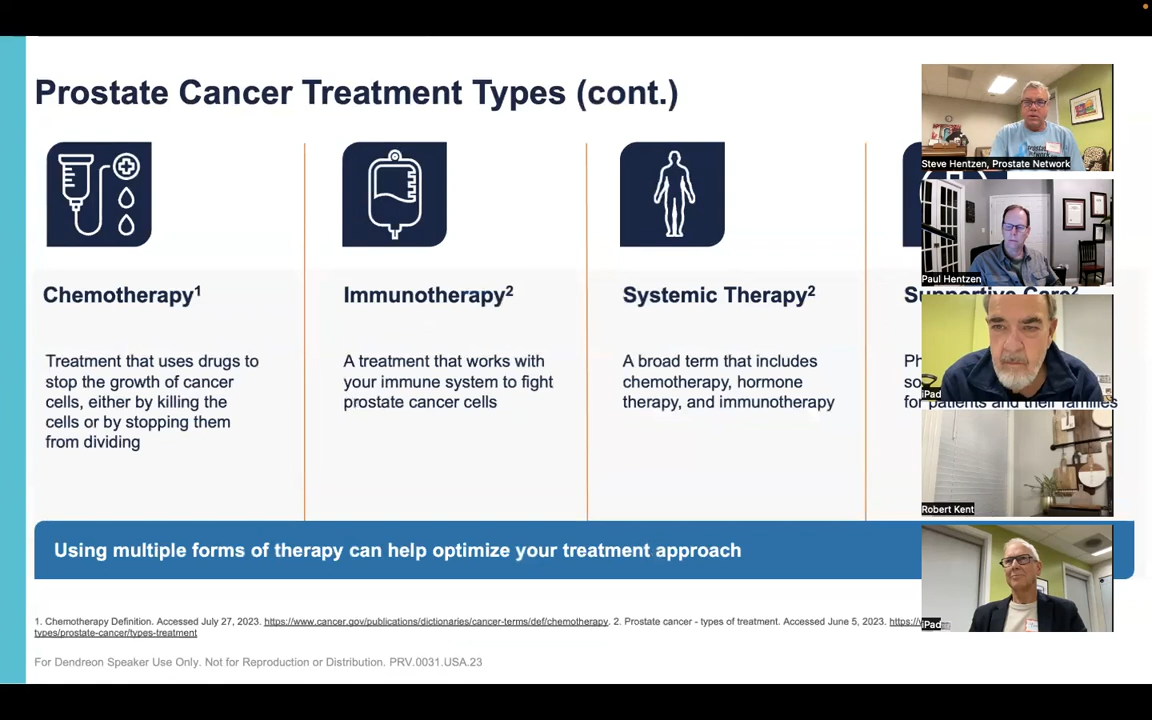 Prostate Cancer Treatment Types (cont.)
Chemotherapy1
Treatment that uses drugs to
stop the growth of cancer
cells, either by killing the
cells or by stopping them
from dividing
Immunotherapy2
A treatment that works with
your immune system to fight
prostate cancer cells
Systemic Therapy2
A broad term that includes
chemotherapy, hormone
therapy, and immunotherapy
Supportive Care2
for patients and their families
Using multiple forms of therapy can help optimize your treatment approach
1. Chemotherapy Definition. Accessed July 27, 2023. https://www.cancer.gov/publications/dictionaries/cancer-terms/def/chemotherapy. 2. Prostate cancer - types of treatment. Accessed June 5, 2023.
types/prostate-cancer/types-treatment
For Dendreon Speaker Use Only. Not for Reproduction or Distribution. PRV.0031.USA.23
Steve Hentzen, Prostate Network
Paul Hentzen
iPad
Robert Kent
iPad